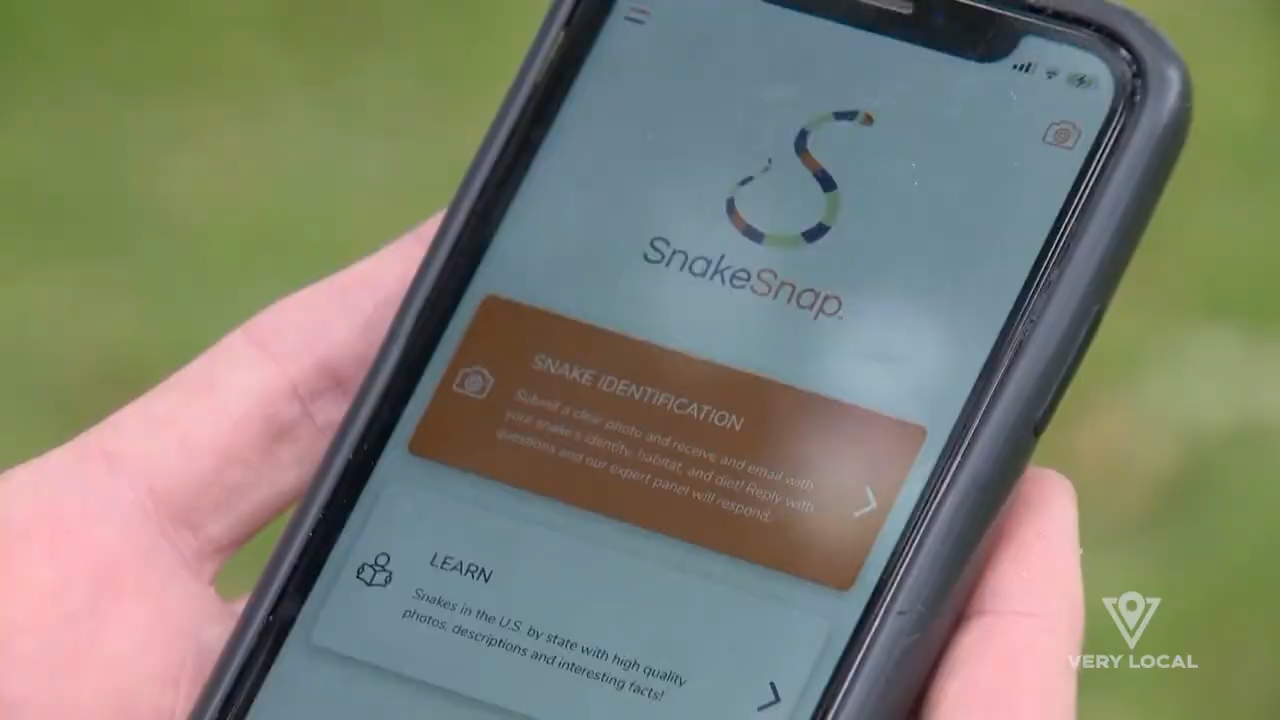 SnakeSnap.
SNAKE IDENTIFICATION
Submit a clear photo and receive and email with
your snake's identity, habitat, and diet! Reply with
questions and our expert panel will respond.
LEARN
Snakes in the U.S. by state with high quality
photos, descriptions and interesting facts!
VERY LOCAL